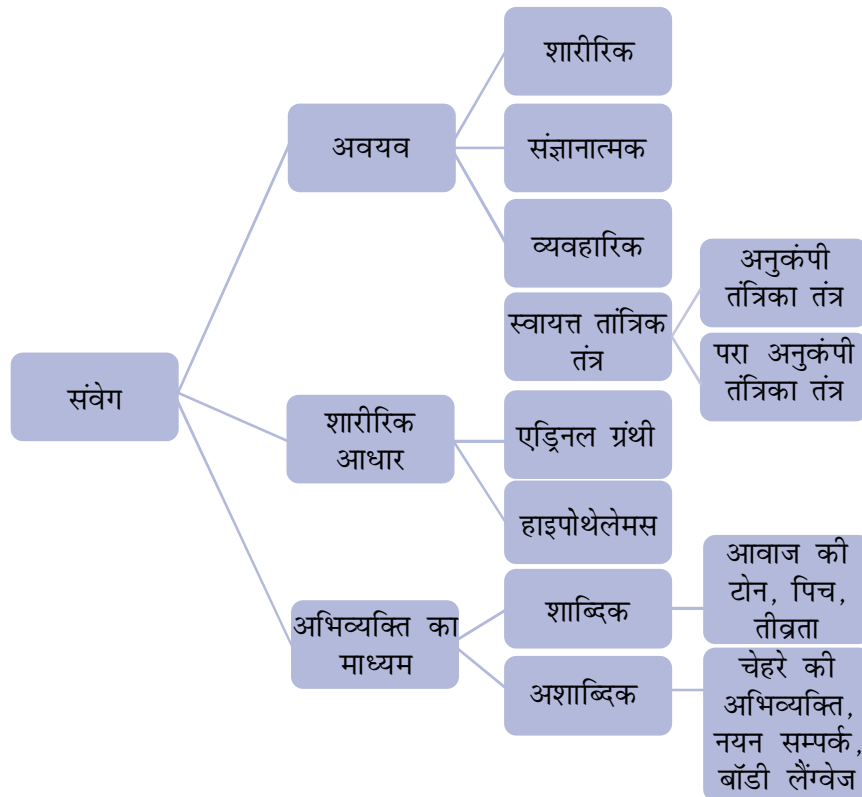 संवेग
अवयव
शारीरिक
संज्ञानात्मक
व्यवहारिक
शारीरिक
आधार
स्वायत्त तांत्रिक
तंत्र
अनुकंपी
तंत्रिका तंत्र
परा अनुकंपी
तंत्रिका तंत्र
एड्रिनल ग्रंथी
हाइपोथेलेमस
अभिव्यक्ति का
माध्यम
शाब्दिक
आवाज की
टोन, पिच,
तीव्रता
अशाब्दिक
चेहरे की
अभिव्यक्ति,
नयन सम्पर्क,
बॉडी लैंग्वेज